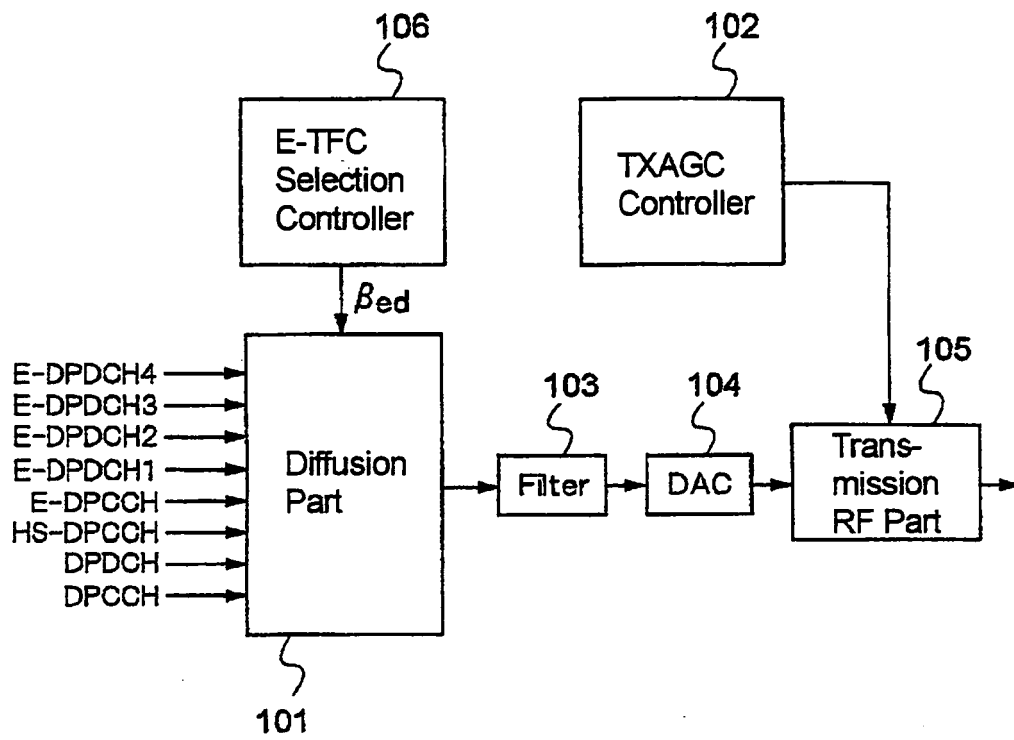 106
102
E-TFC
Selection
Controller
TXAGC
Controller
βed
E-DPDCH4
E-DPDCH3
E-DPDCH2
E-DPDCH1
E-DPCCH
HS-DPCCH
DPDCH
DPCCH
Diffusion
Part
103
Filter
104
DAC
105
Trans-
mission
RF Part
101